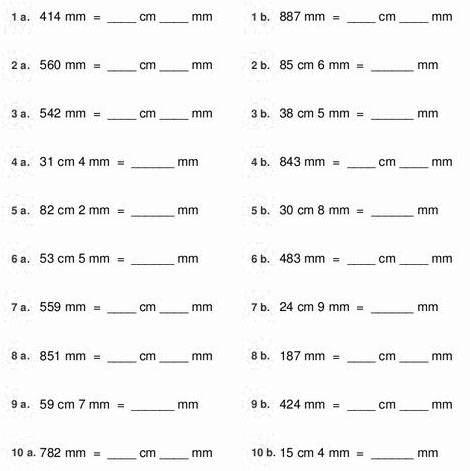 1 a. 414 mm = ____ cm ____ mm 1 b. 887 mm = ____ cm ____ mm
2 a. 560 mm = ____ cm ____ mm 2 b. 85 cm 6 mm = ______ mm
3 a. 542 mm = ____ cm ____ mm 3 b. 38 cm 5 mm = ______ mm
4 a. 31 cm 4 mm = ______ mm 4 b. 843 mm = ____ cm ____ mm
5 a. 82 cm 2 mm = ______ mm 5 b. 30 cm 8 mm = ______ mm
6 a. 53 cm 5 mm = ______ mm 6 b. 483 mm = ____ cm ____ mm
7 a. 559 mm = ____ cm ____ mm 7 b. 24 cm 9 mm = ______ mm
8 a. 851 mm = ____ cm ____ mm 8 b. 187 mm = ____ cm ____ mm
9 a. 59 cm 7 mm = ______ mm 9 b. 424 mm = ____ cm ____ mm
10 a. 782 mm = ____ cm ____ mm 10 b. 15 cm 4 mm = ______ mm